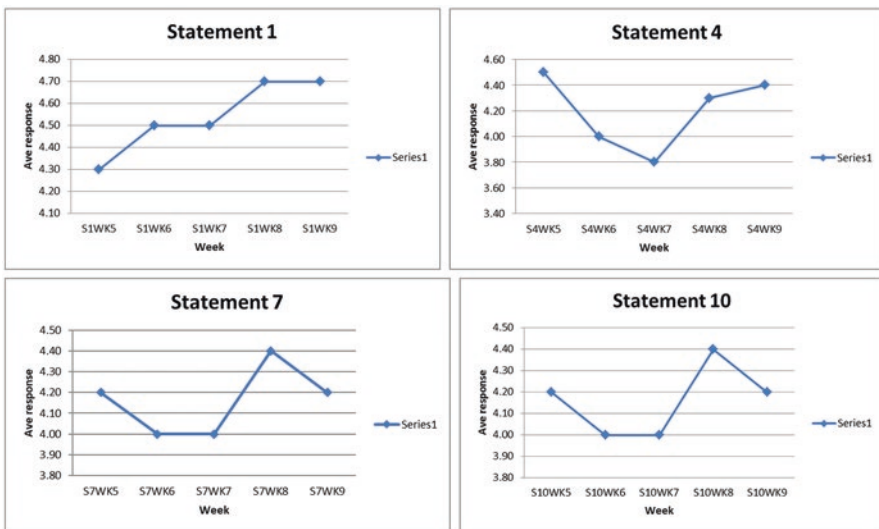 Statement 1
4.80
4.70
4.60
4.50
4.40
4.30
4.20
4.10
Ave response
S1WK5 S1WK6 S1WK7 S1WK8 S1WK9
Week
Series1
Statement 4
4.60
4.40
4.20
4.00
3.80
3.60
3.40
Ave response
S4WK5 S4WK6 S4WK7 S4WK8 S4WK9
Week
Series1
Statement 7
4.50
4.40
4.30
4.20
4.10
4.00
3.90
3.80
Ave response
S7WK5 S7WK6 S7WK7 S7WK8 S7WK9
Week
Series1
Statement 10
4.50
4.40
4.30
4.20
4.10
4.00
3.90
3.80
Ave response
S10WK5 S10WK6 S10WK7 S10WK8 S10WK9
Week
Series1